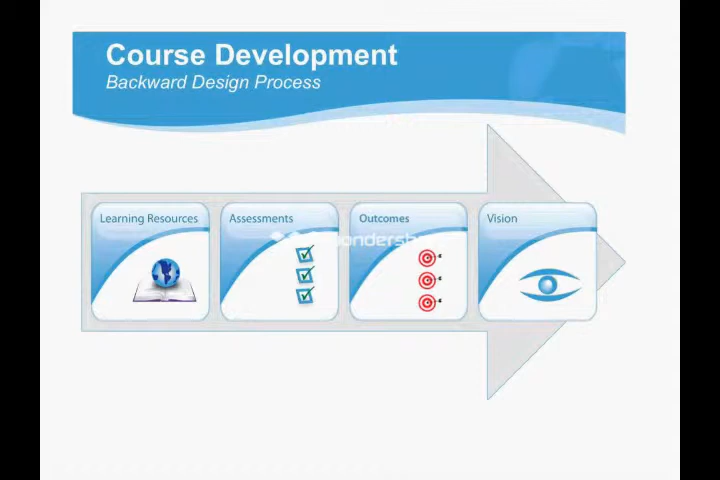 Course Development
Backward Design Process
Learning Resources
Assessments
Outcomes
Vision